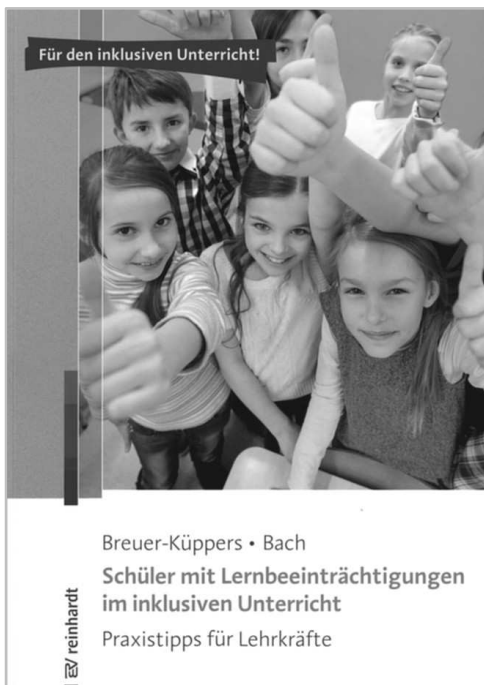 Für den inklusiven Unterricht!
Breuer-Küppers • Bach
Schüler mit Lernbeeinträchtigungen
im inklusiven Unterricht
Praxistipps für Lehrkräfte
reinhardt